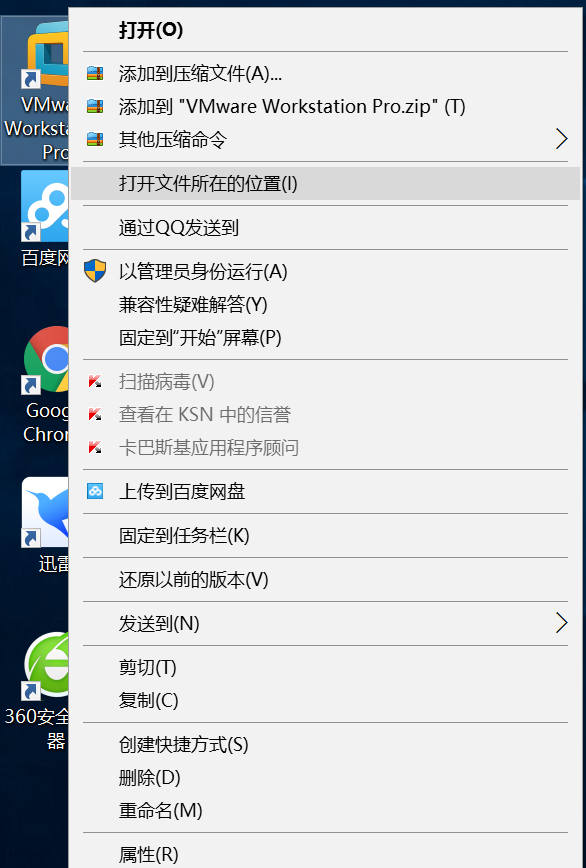 打开(O)
添加到压缩文件(A)...
添加到 "VMware Workstation Pro.zip" (T)
其他压缩命令
打开文件所在的位置(I)
通过QQ发送到
以管理员身份运行(A)
兼容性疑难解答(Y)
固定到“开始”屏幕(P)
扫描病毒(V)
查看在 KSN 中的信誉
卡巴斯基应用程序顾问
上传到百度网盘
固定到任务栏(K)
还原以前的版本(V)
发送到(N)
剪切(T)
复制(C)
创建快捷方式(S)
删除(D)
重命名(M)
属性(R)
VMwa
Worksta
Pro
百度网
Goog
Chron
迅雷
360安全
器